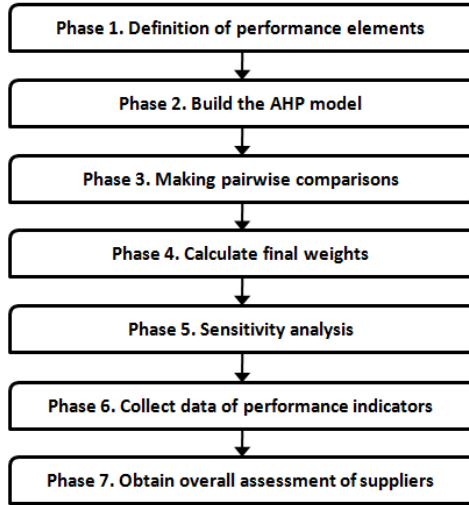 Phase 1. Definition of performance elements
Phase 2. Build the AHP model
Phase 3. Making pairwise comparisons
Phase 4. Calculate final weights
Phase 5. Sensitivity analysis
Phase 6. Collect data of performance indicators
Phase 7. Obtain overall assessment of suppliers